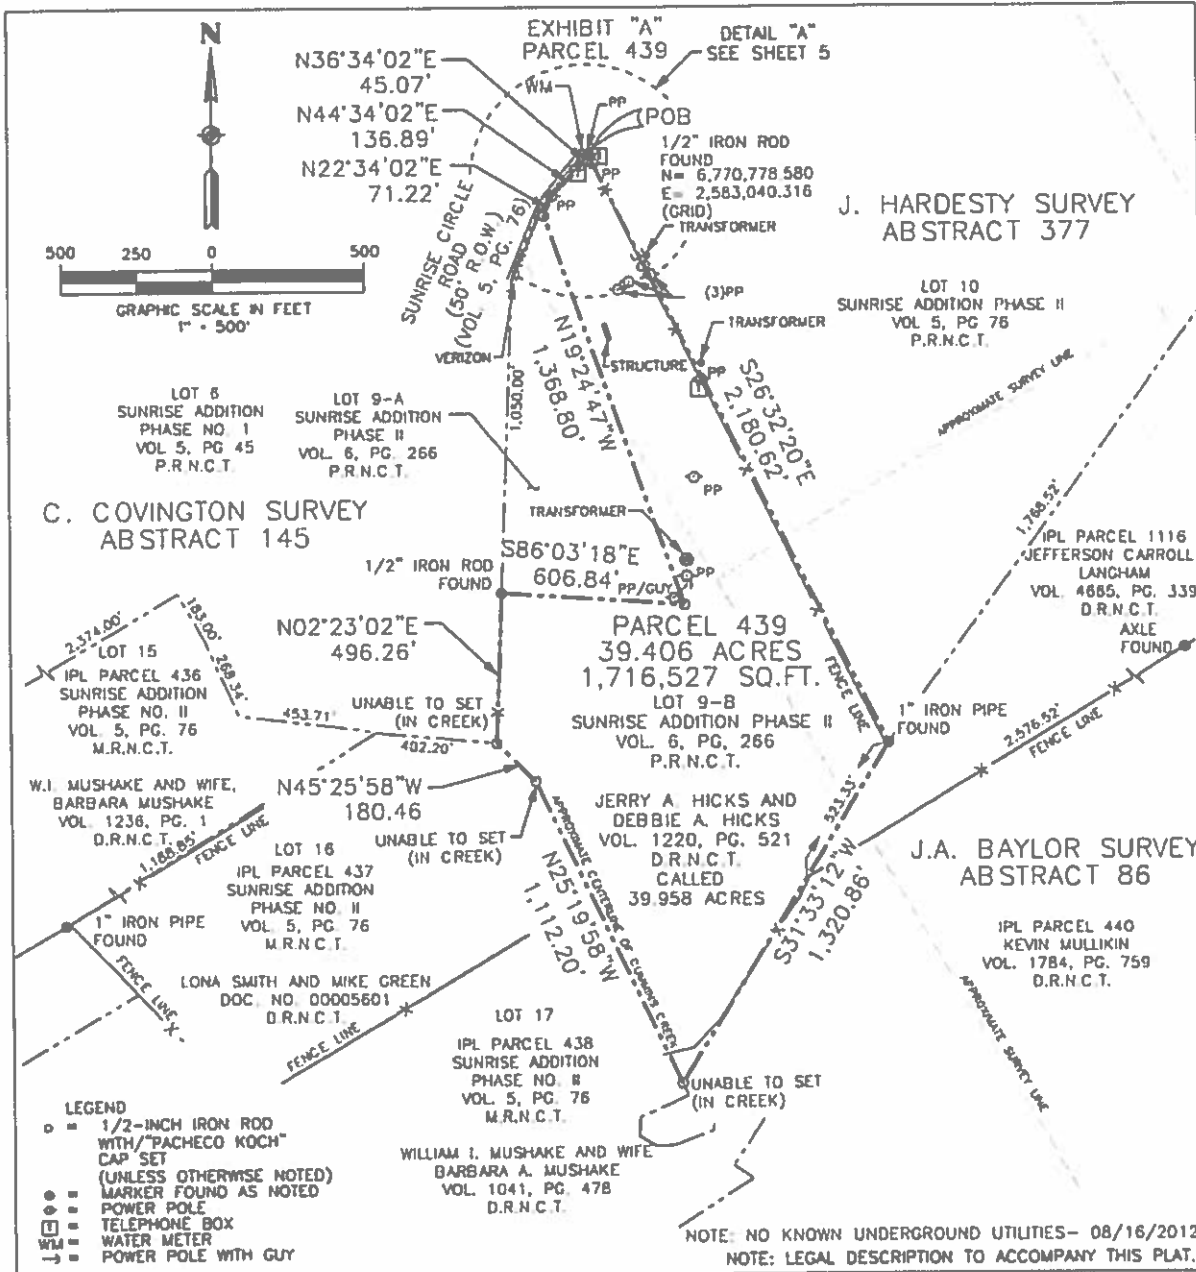 EXHIBIT "A"
PARCEL 439
DETAIL "A"
SEE SHEET 5
N
N36°34'02"E
45.07'
N44°34'02"E
136.89'
N22°34'02"E
71.22'
WM
PP
POB
1/2" IRON ROD
FOUND
N= 6,770,778.580
E= 2,583,040.316
(GRID)
PP
PP
TRANSFORMER
J. HARDESTY SURVEY
ABSTRACT 377
500 250 0 500
GRAPHIC SCALE IN FEET
1" = 500'
SUNRISE CIRCLE
ROAD
(50' R.O.W.)
(VOL. 5, PG. 76)
VERIZON
(3)PP
LOT 10
SUNRISE ADDITION PHASE II
VOL 5, PG 76
P.R.N.C.T.
TRANSFORMER
STRUCTURE
PP
N19°24'47"W
1,368.80'
S26°32'20"E
2,180.62'
1,050.00'
APPROXIMATE SURVEY LINE
LOT 6
SUNRISE ADDITION
PHASE NO. 1
VOL 5, PG 45
P.R.N.C.T.
LOT 9-A
SUNRISE ADDITION
PHASE II
VOL. 6, PG. 266
P.R.N.C.T.
PP
C. COVINGTON SURVEY
ABSTRACT 145
TRANSFORMER
1,768.52'
IPL PARCEL 1116
JEFFERSON CARROLL
LANGHAM
VOL. 4665, PG. 339
D.R.N.C.T.
AXLE
FOUND
S86°03'18"E
606.84'
1/2" IRON ROD
FOUND
PP
PP/GUY
N02°23'02"E
496.26'
PARCEL 439
39.406 ACRES
1,716,527 SQ.FT.
LOT 9-B
SUNRISE ADDITION PHASE II
VOL. 6, PG. 266
P.R.N.C.T.
FENCE LINE
2,374.00'
183.00'
268.34'
LOT 15
IPL PARCEL 436
SUNRISE ADDITION
PHASE NO. II
VOL. 5, PG. 76
M.R.N.C.T.
453.71'
402.20'
UNABLE TO SET
(IN CREEK)
1" IRON PIPE
FOUND
2,576.52'
FENCE LINE
W.I. MUSHAKE AND WIFE,
BARBARA MUSHAKE
VOL. 1236, PG. 1
D.R.N.C.T.
N45°25'58"W
180.46
UNABLE TO SET
(IN CREEK)
JERRY A. HICKS AND
DEBBIE A. HICKS
VOL. 1220, PG. 521
D.R.N.C.T.
CALLED
39.958 ACRES
523.33'
J.A. BAYLOR SURVEY
ABSTRACT 86
1,188.85'
FENCE LINE
LOT 16
IPL PARCEL 437
SUNRISE ADDITION
PHASE NO. II
VOL. 5, PG. 76
M.R.N.C.T.
APPROXIMATE CENTERLINE OF CUMMINS CREEK
N25°19'58"W
1,112.20'
S31°33'12"W
1,320.86'
1" IRON PIPE
FOUND
FENCE LINE
LONA SMITH AND MIKE GREEN
DOC. NO. 00005601
D.R.N.C.T.
IPL PARCEL 440
KEVIN MULLIKIN
VOL. 1784, PG. 759
D.R.N.C.T.
APPROXIMATE SURVEY LINE
FENCE LINE
LOT 17
IPL PARCEL 438
SUNRISE ADDITION
PHASE NO. II
VOL. 5, PG. 76
M.R.N.C.T.
UNABLE TO SET
(IN CREEK)
WILLIAM I. MUSHAKE AND WIFE
BARBARA A. MUSHAKE
VOL. 1041, PG. 478
D.R.N.C.T.
LEGEND
= 1/2-INCH IRON ROD
WITH/"PACHECO KOCH"
CAP SET
(UNLESS OTHERWISE NOTED)
= MARKER FOUND AS NOTED
= POWER POLE
T = TELEPHONE BOX
WM = WATER METER
= POWER POLE WITH GUY
NOTE: NO KNOWN UNDERGROUND UTILITIES- 08/16/2012
NOTE: LEGAL DESCRIPTION TO ACCOMPANY THIS PLAT.